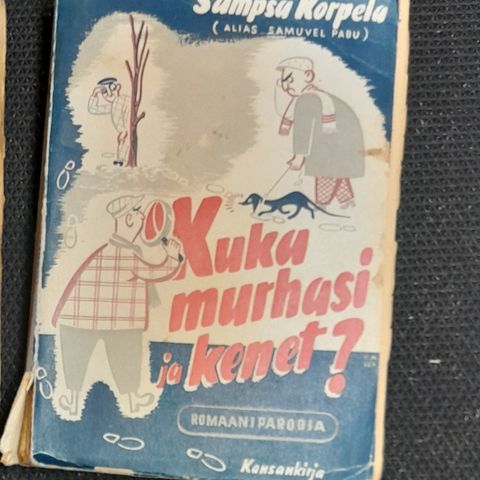 Sampsa Korpela
( ALIAS SAMUVEL PABU )
Kuka
murhasi
ja kenet?
ROMAANIPARODIA
Kansankirja